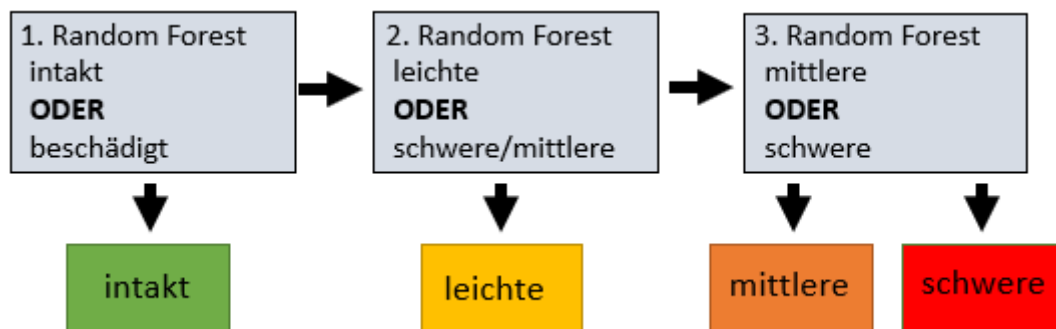 1. Random Forest
intakt
ODER
beschädigt
2. Random Forest
leichte
ODER
schwere/mittlere
3. Random Forest
mittlere
ODER
schwere
intakt
leichte
mittlere
schwere